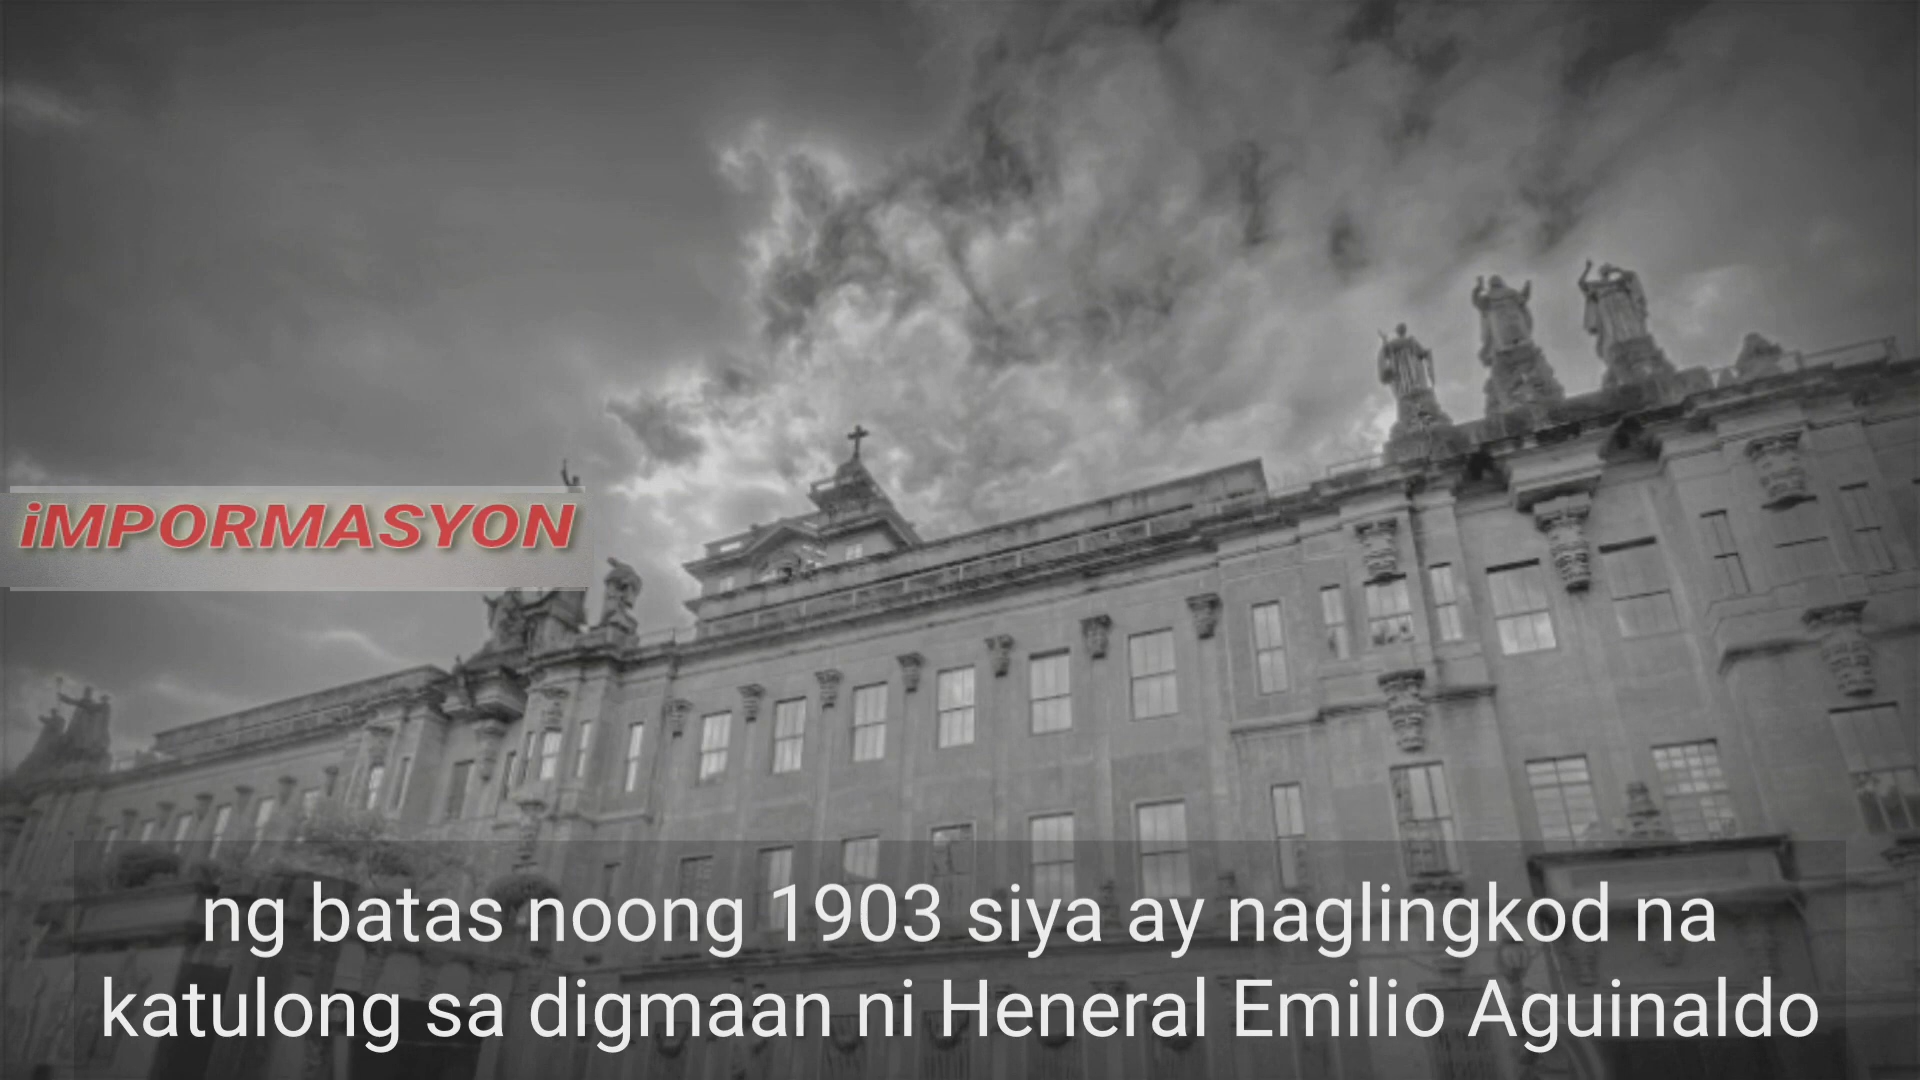 iMPORMASYON
ng batas noong 1903 siya ay naglingkod na
katulong sa digmaan ni Heneral Emilio Aguinaldo